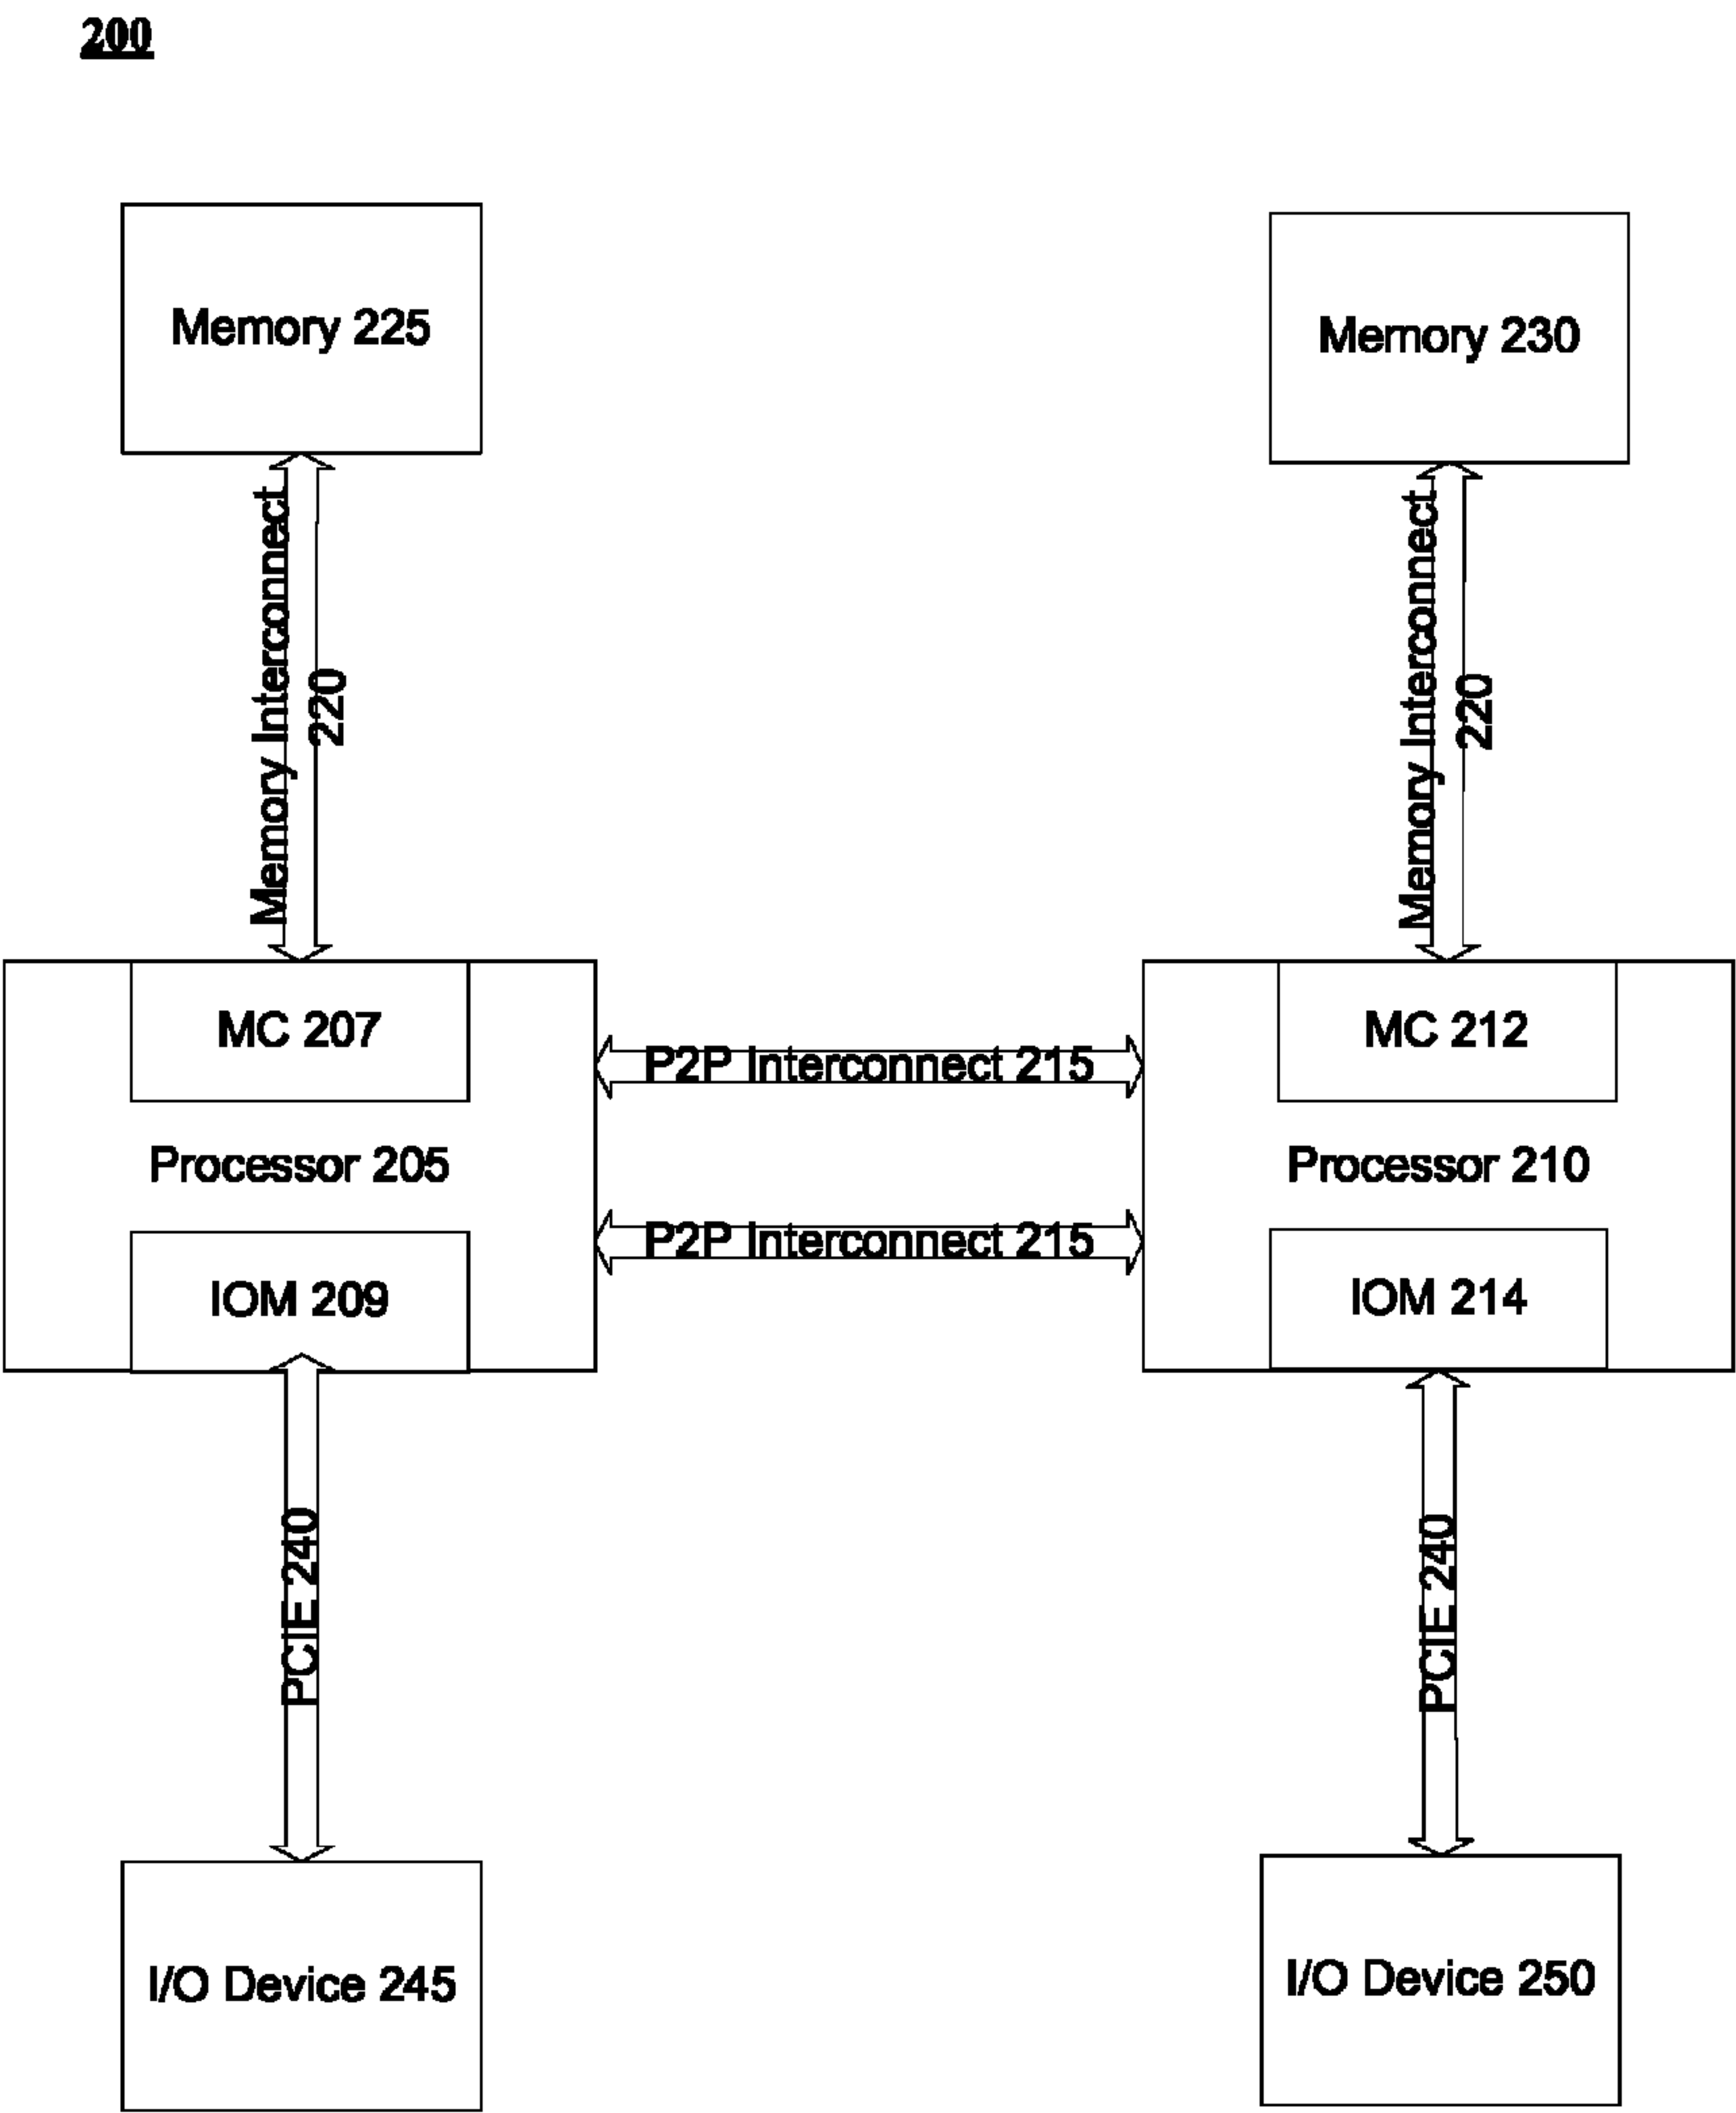 200
Memory 225
Memory 230
Memory Interconnect
220
Memory Interconnect
220
MC 207
MC 212
P2P Interconnect 215
Processor 205
Processor 210
P2P Interconnect 215
IOM 209
IOM 214
PCIE 240
PCIE 240
I/O Device 245
I/O Device 250